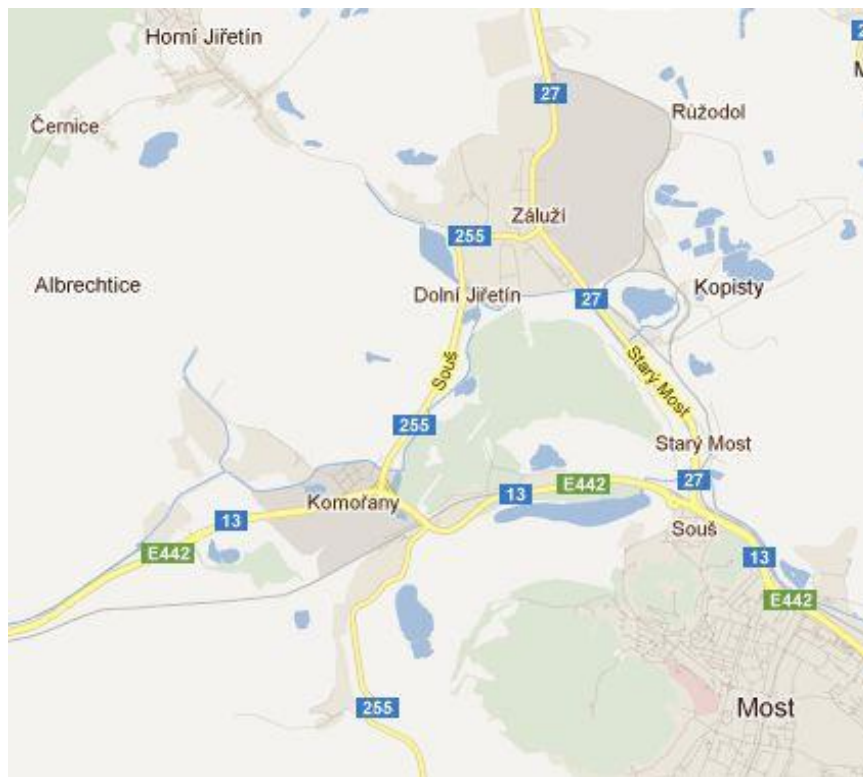 Horní Jiřetín
2
M
27
Růžodol
Černice
Záluží
255
Albrechtice
Dolní Jiřetín
27
Kopisty
Souš
Starý Most
255
Starý Most
E442
27
13
Komořany
13
Souš
E442
13
E442
255
Most